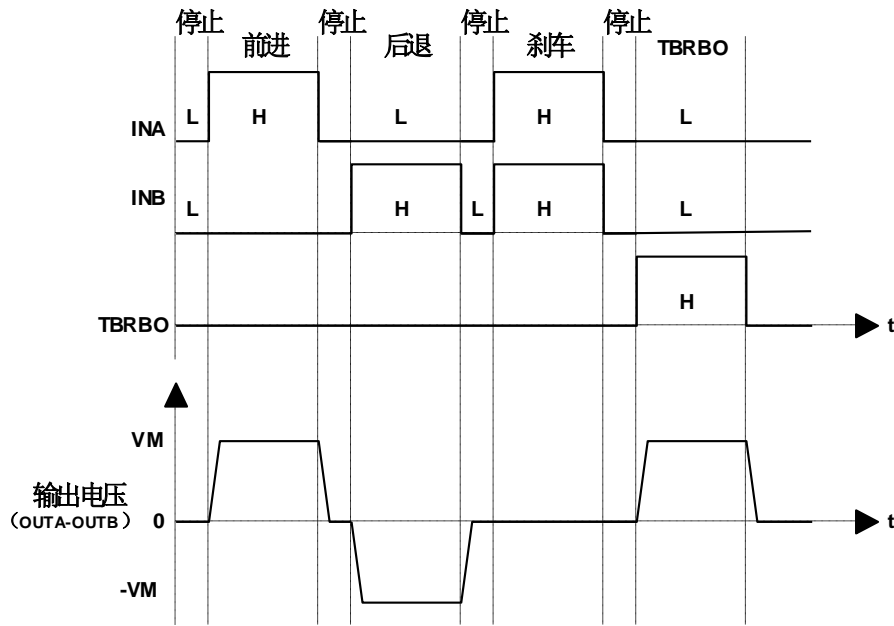 停止 停止 停止 停止
前进 后退 刹车 TBRBO
INA L H L H L
INB L H L H L
TBRBO H t
VM
输出电压
（OUTA-OUTB） 0 t
-VM